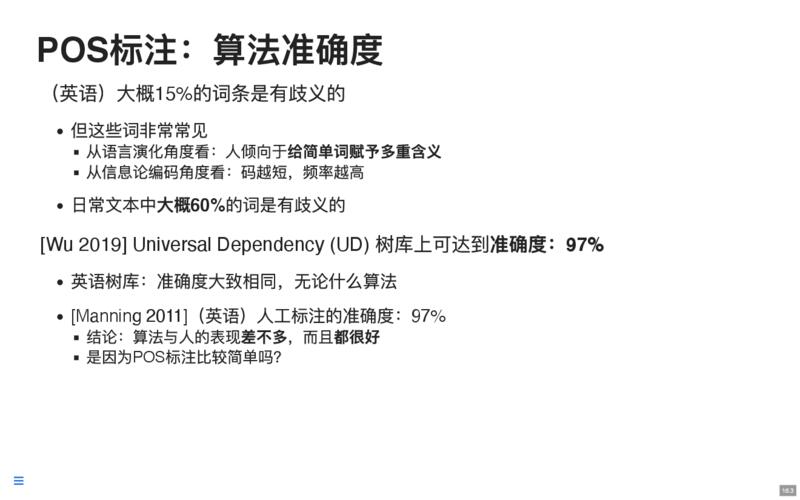 POS标注：算法准确度
（英语）大概15%的词条是有歧义的
但这些词非常常见
从语言演化角度看：人倾向于给简单词赋予多重含义
从信息论编码角度看：码越短，频率越高
日常文本中大概60%的词是有歧义的
[Wu 2019] Universal Dependency (UD) 树库上可达到准确度：97%
英语树库：准确度大致相同，无论什么算法
[Manning 2011]（英语）人工标注的准确度：97%
结论：算法与人的表现差不多，而且都很好
是因为POS标注比较简单吗？